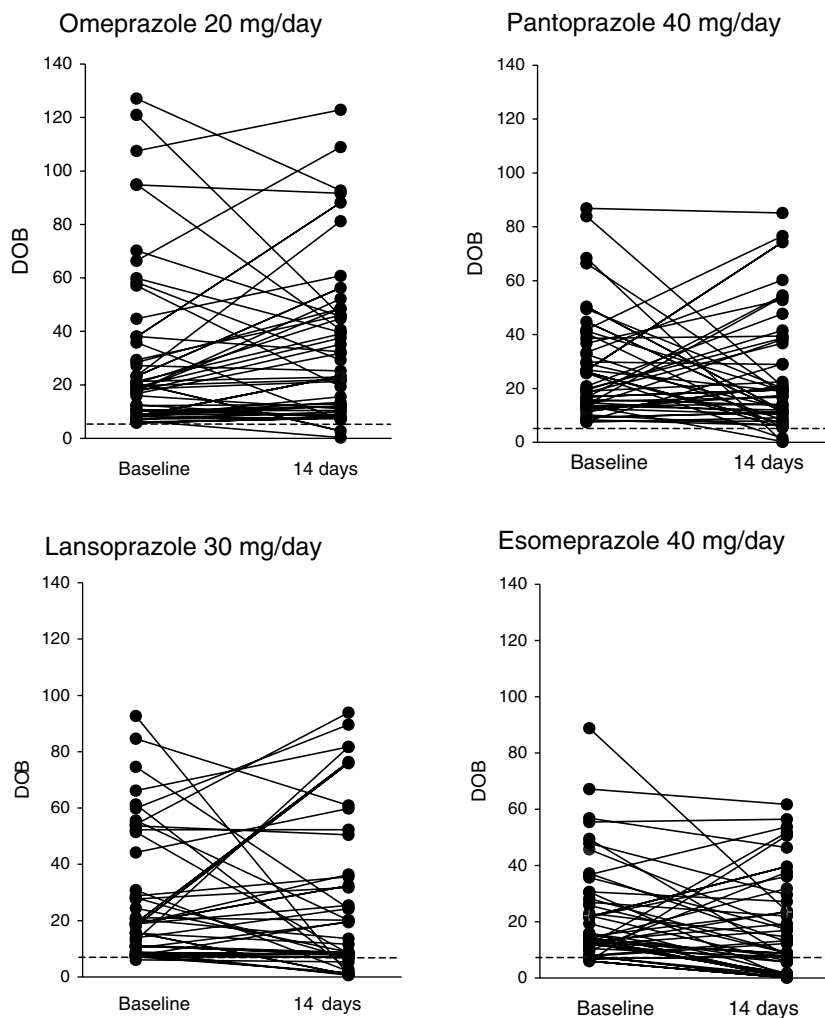 Omeprazole 20 mg/day
140
120
100
80
60
40
20
0
DOB
Baseline 14 days
Pantoprazole 40 mg/day
140
120
100
80
60
40
20
0
DOB
Baseline 14 days
Lansoprazole 30 mg/day
140
120
100
80
60
40
20
0
DOB
Baseline 14 days
Esomeprazole 40 mg/day
140
120
100
80
60
40
20
0
DOB
Baseline 14 days